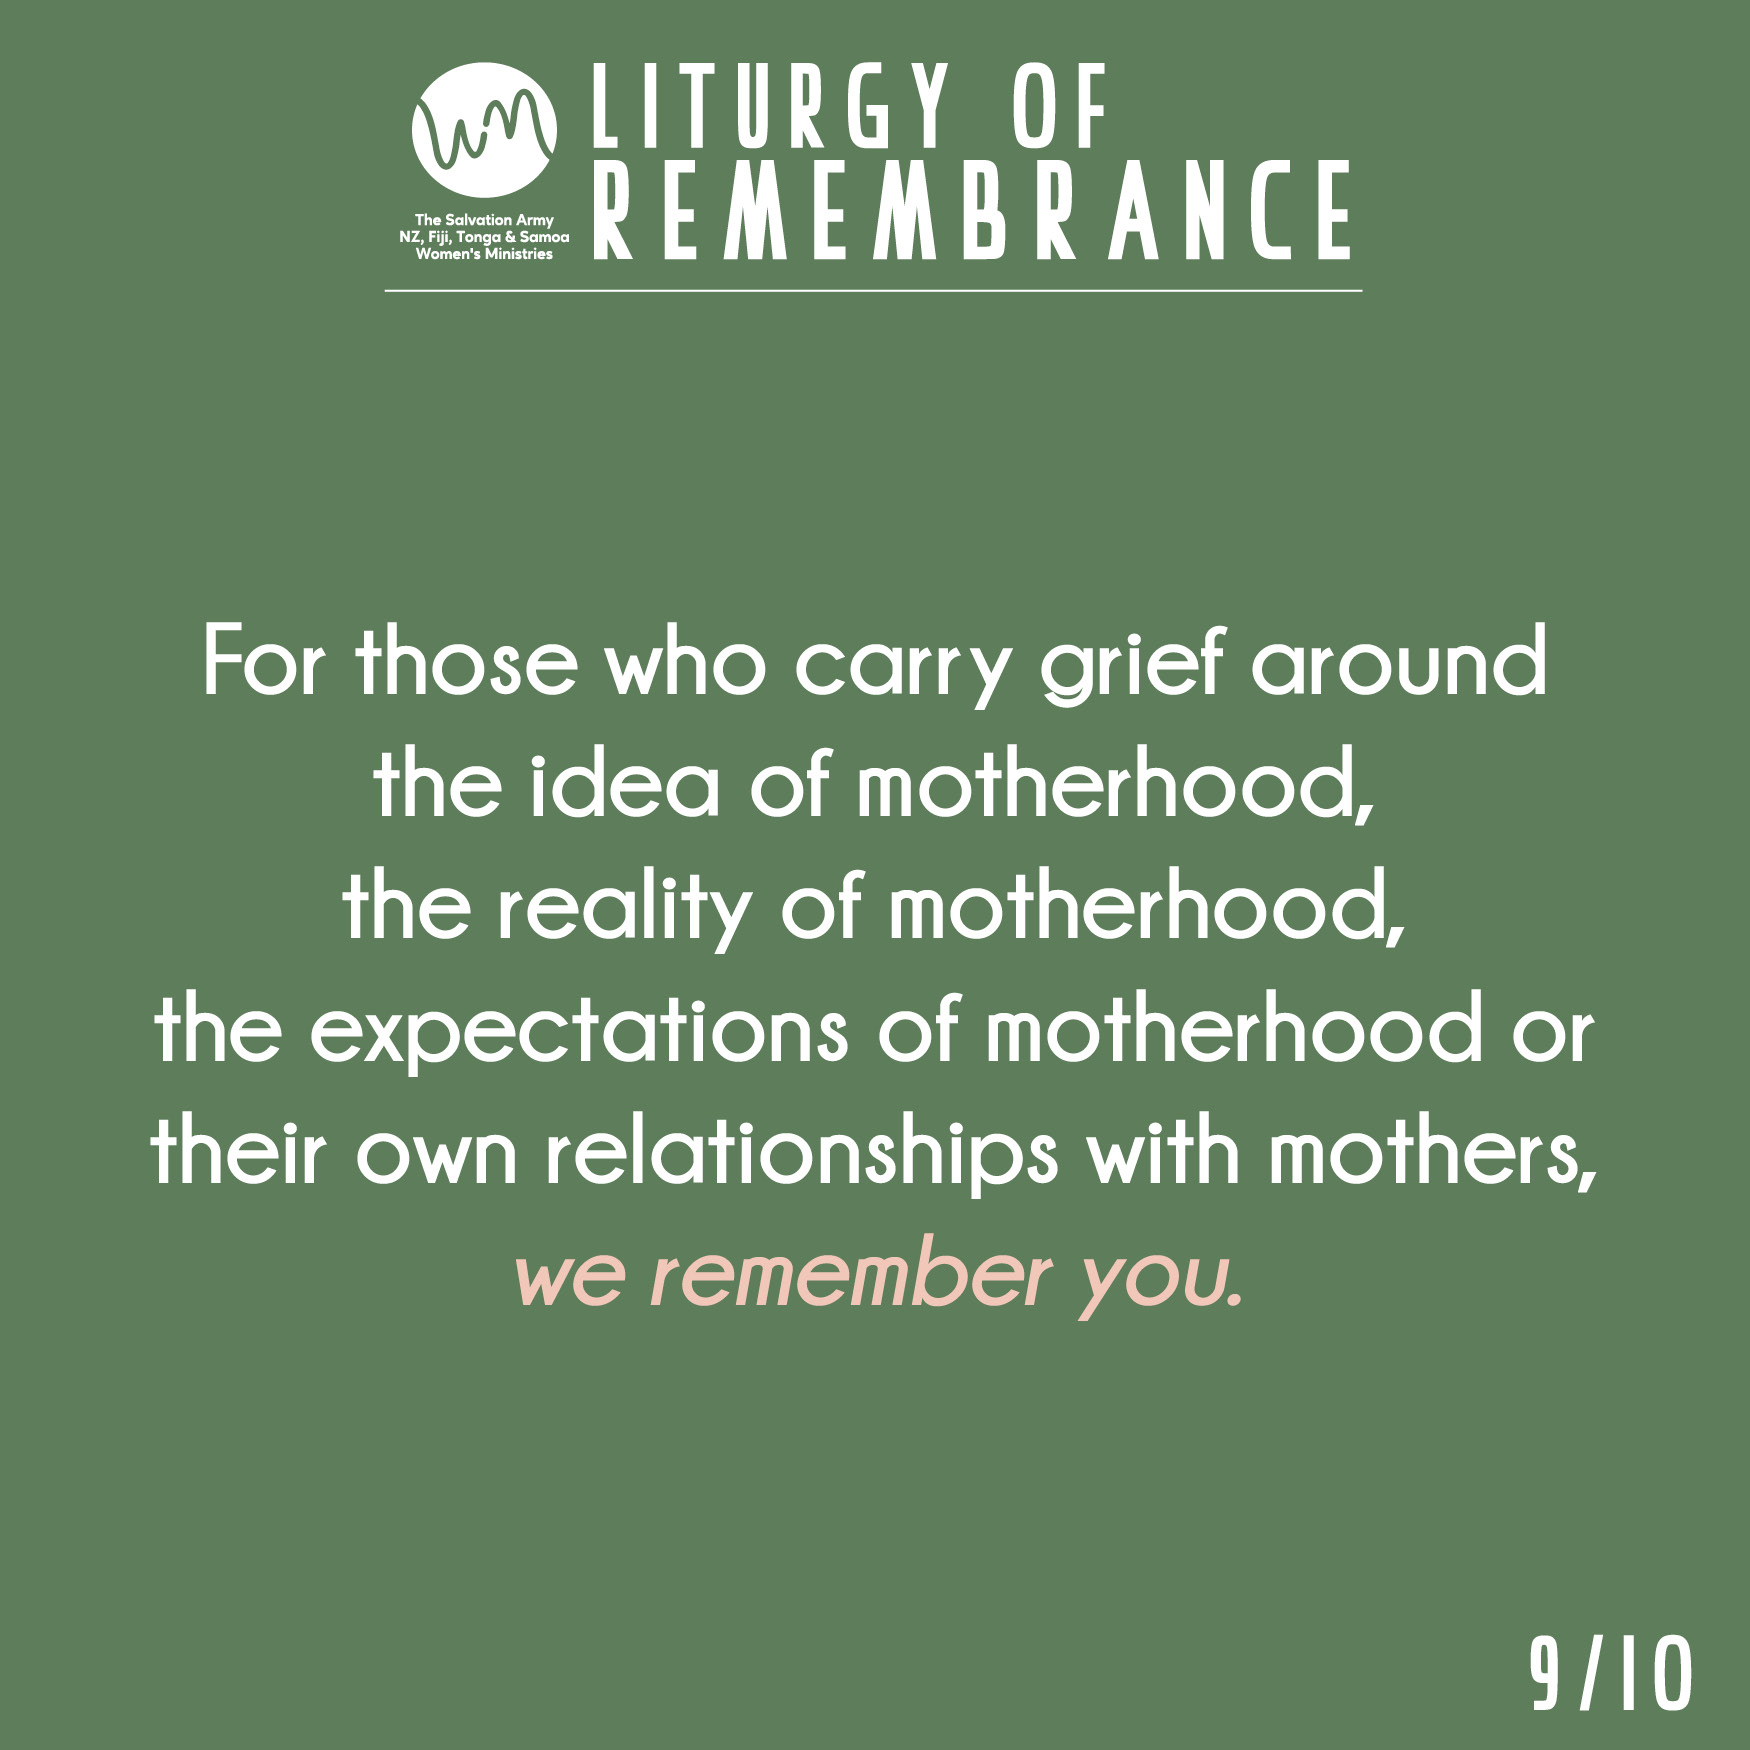 LITURGY OF
REMEMBRANCE
wm
The Salvation Army
NZ, Fiji, Tonga & Samoa
Women's Ministries
For those who carry grief around
the idea of motherhood,
the reality of motherhood,
the expectations of motherhood or
their own relationships with mothers,
we remember you.
9/10